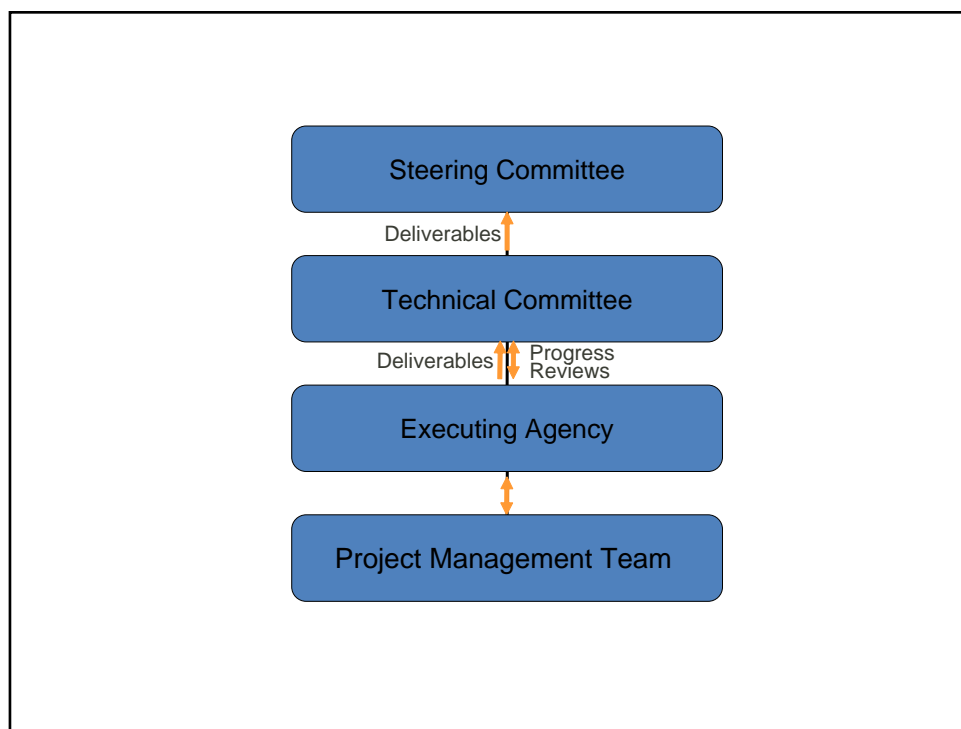 Steering Committee
Deliverables
Technical Committee
Deliverables
Progress
Reviews
Executing Agency
Project Management Team